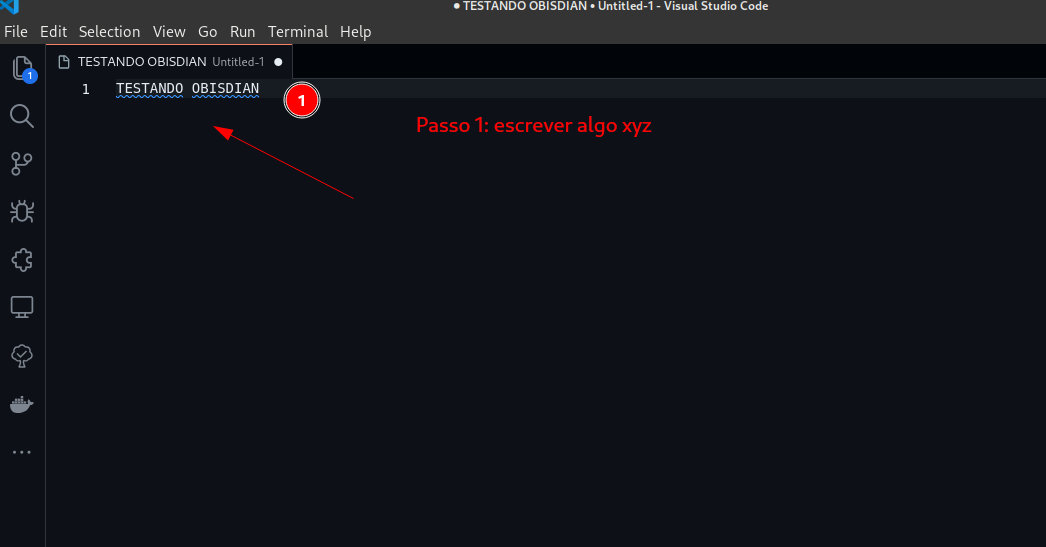 ● TESTANDO OBISDIAN • Untitled-1 - Visual Studio Code
File Edit Selection View Go Run Terminal Help
TESTANDO OBISDIAN Untitled-1 ●
1
1 TESTANDO OBISDIAN
1
Passo 1: escrever algo xyz